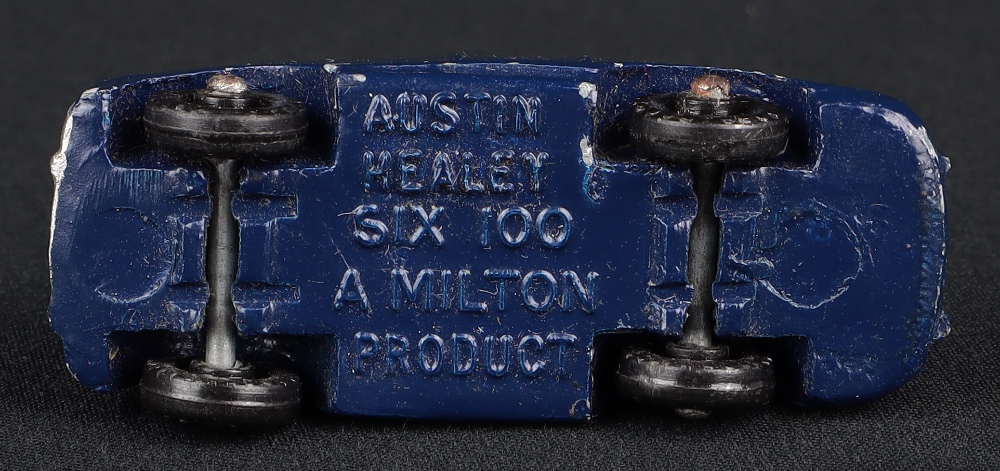 AUSTIN
HEALEY
SIX 100
A MILTON
PRODUCT